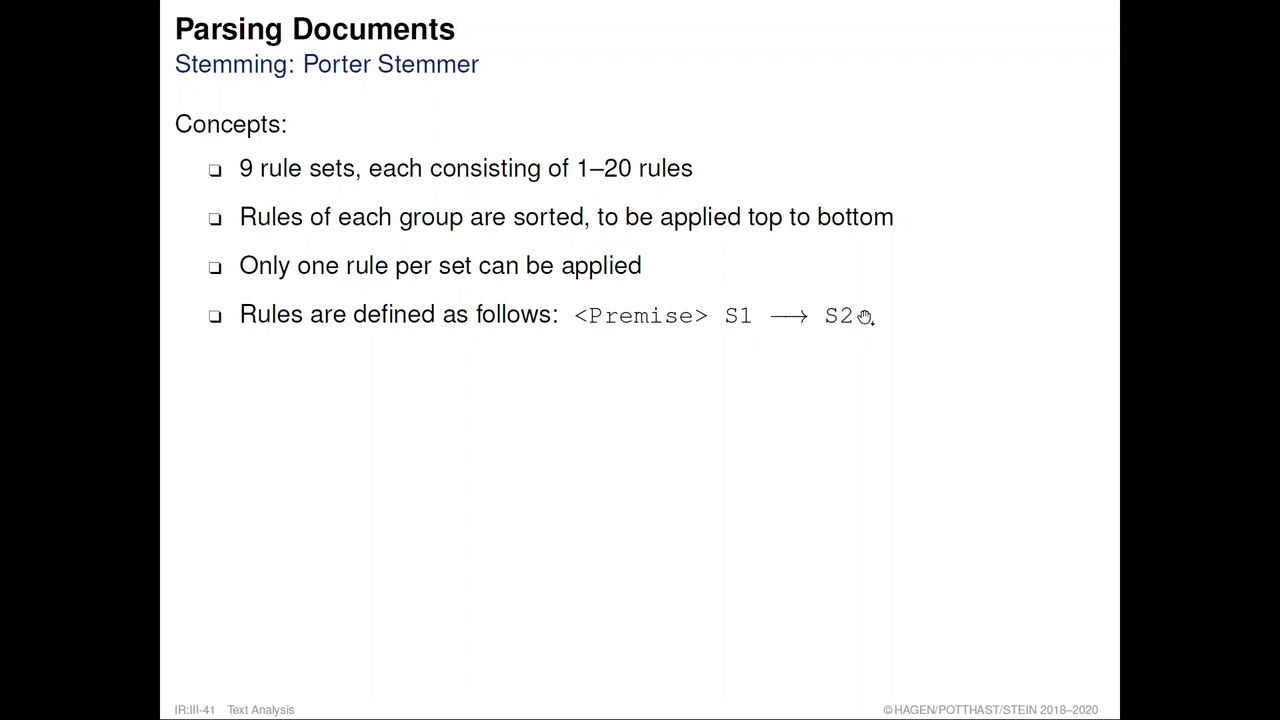 Parsing Documents
Stemming: Porter Stemmer
Concepts:
❑ 9 rule sets, each consisting of 1–20 rules
❑ Rules of each group are sorted, to be applied top to bottom
❑ Only one rule per set can be applied
❑ Rules are defined as follows: <Premise> S1 ⟶ S2
IR:III-41 Text Analysis
©HAGEN/POTTHAST/STEIN 2018–2020